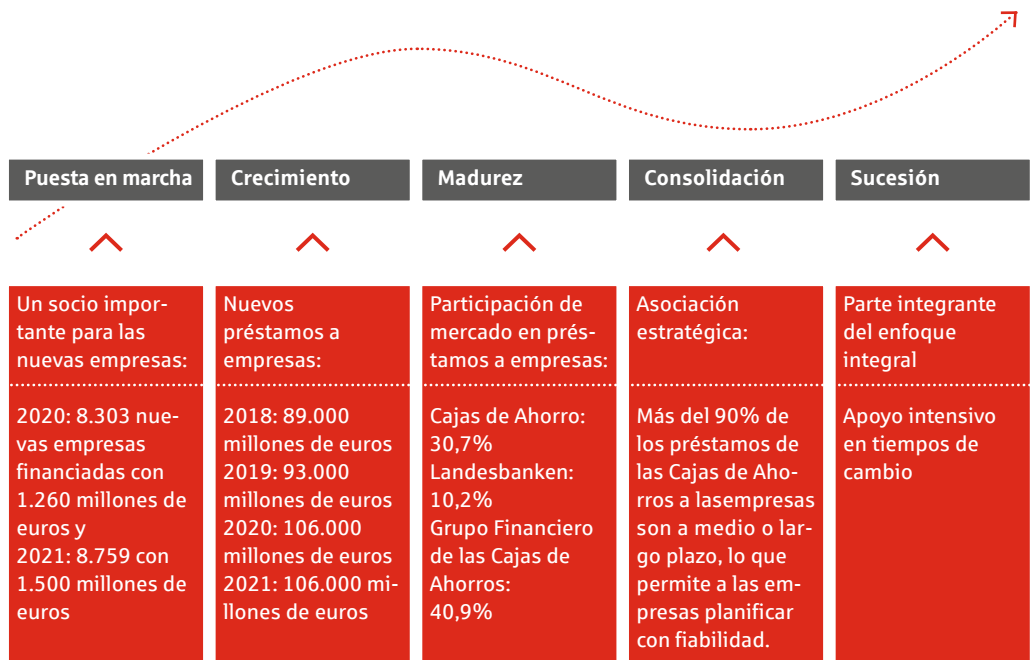 Puesta en marcha
Crecimiento
Madurez
Consolidación
Sucesión
Un socio impor-
tante para las
nuevas empresas:
2020: 8.303 nue-
vas empresas
financiadas con
1.260 millones de
euros y
2021: 8.759 con
1.500 millones de
euros
Nuevos
préstamos a
empresas:
2018: 89.000
millones de euros
2019: 93.000
millones de euros
2020: 106.000
millones de euros
2021: 106.000 mi-
llones de euros
Participación de
mercado en prés-
tamos a empresas:
Cajas de Ahorro:
30,7%
Landesbanken:
10,2%
Grupo Financiero
de las Cajas de
Ahorros:
40,9%
Asociación
estratégica:
Más del 90% de
los préstamos de
las Cajas de Aho-
rros a lasempresas
son a medio o lar-
go plazo, lo que
permite a las em-
presas planificar
con fiabilidad.
Parte integrante
del enfoque
integral
Apoyo intensivo
en tiempos de
cambio